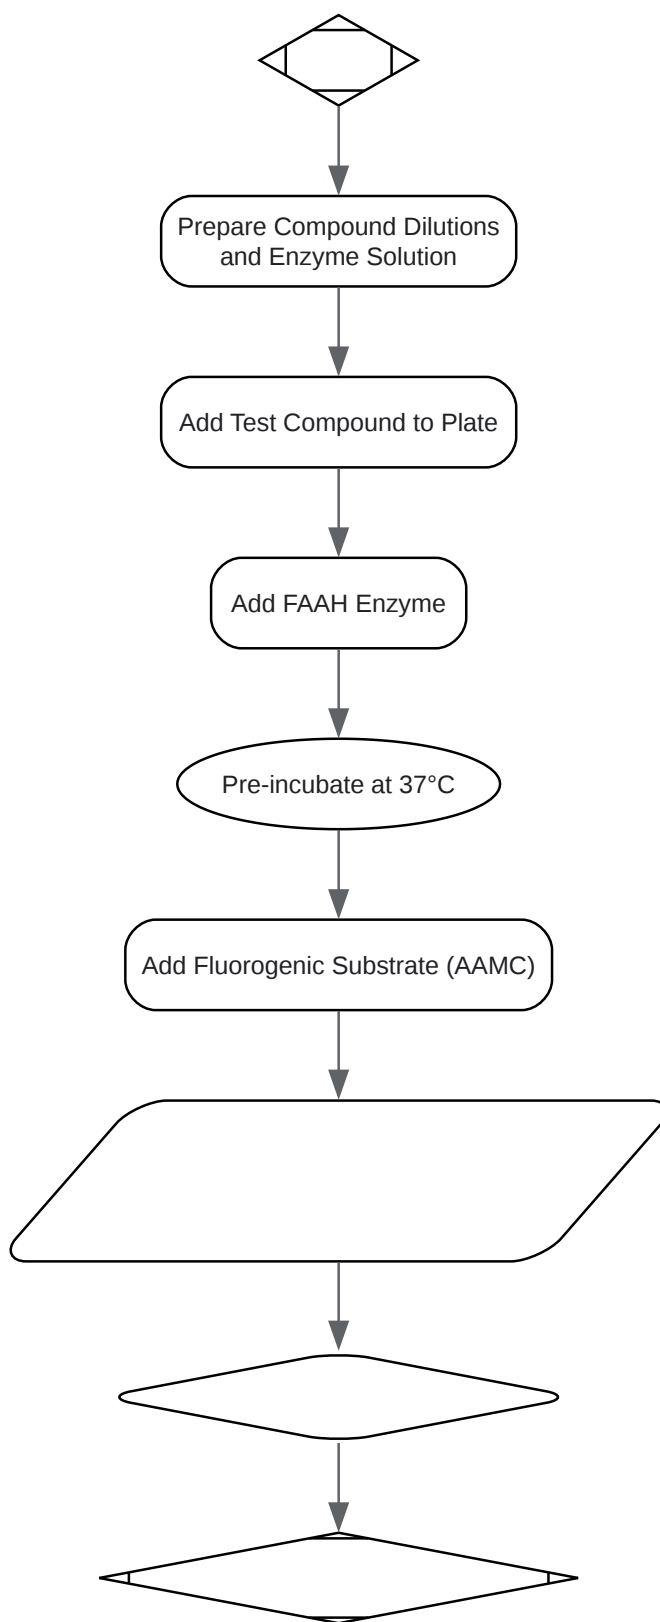 Prepare Compound Dilutions
and Enzyme Solution
Add Test Compound to Plate
Add FAAH Enzyme
Pre-incubate at 37°C
Add Fluorogenic Substrate (AAMC)